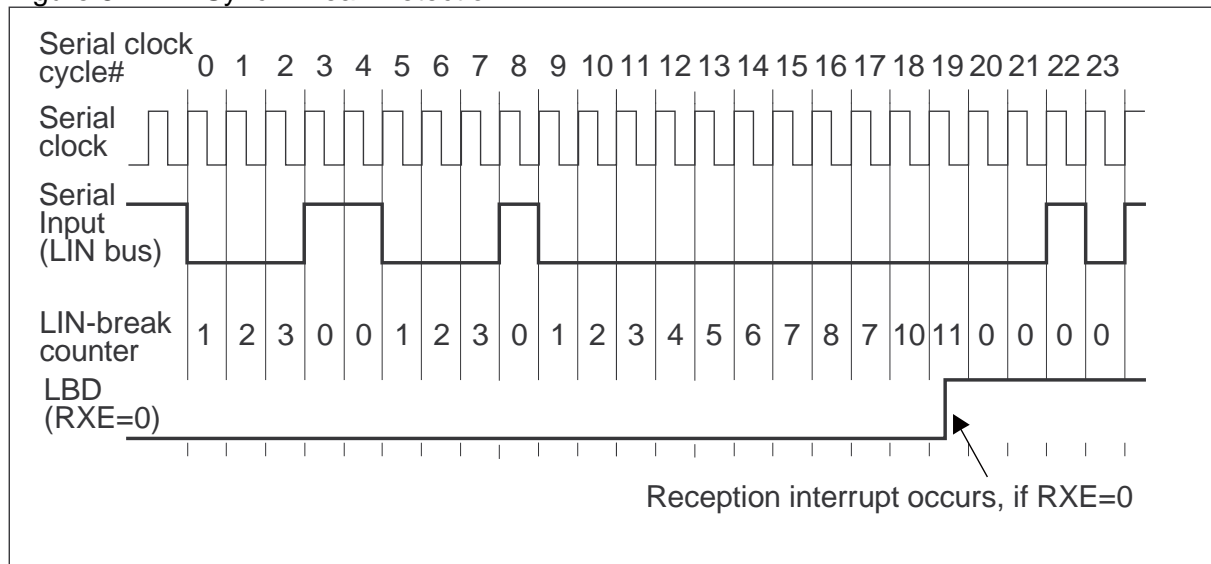 Serial clock
cycle# 0 1 2 3 4 5 6 7 8 9 10 11 12 13 14 15 16 17 18 19 20 21 22 23
Serial
clock
Serial
Input
(LIN bus)
LIN-break
counter 1 2 3 0 0 1 2 3 0 1 2 3 4 5 6 7 8 7 10 11 0 0 0 0
LBD
(RXE=0)
Reception interrupt occurs, if RXE=0